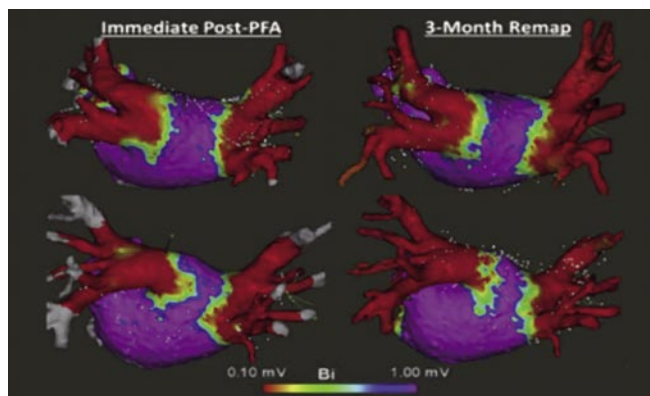 Immediate Post-PFA
3-Month Remap
0.10 mV Bi 1.00 mV